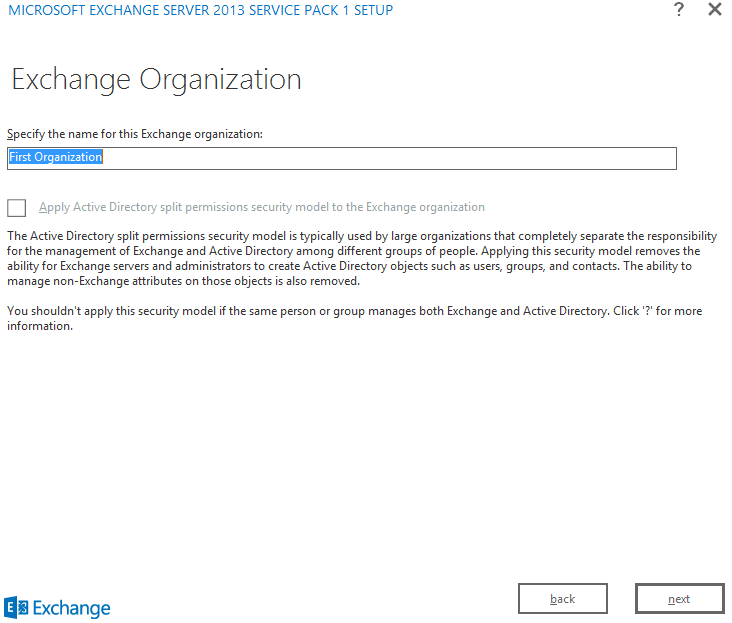 MICROSOFT EXCHANGE SERVER 2013 SERVICE PACK 1 SETUP
? ✕
Exchange Organization
Specify the name for this Exchange organization:
First Organization
Apply Active Directory split permissions security model to the Exchange organization
The Active Directory split permissions security model is typically used by large organizations that completely separate the responsibility
for the management of Exchange and Active Directory among different groups of people. Applying this security model removes the
ability for Exchange servers and administrators to create Active Directory objects such as users, groups, and contacts. The ability to
manage non-Exchange attributes on those objects is also removed.
You shouldn't apply this security model if the same person or group manages both Exchange and Active Directory. Click '?' for more
information.
E Exchange
back
next